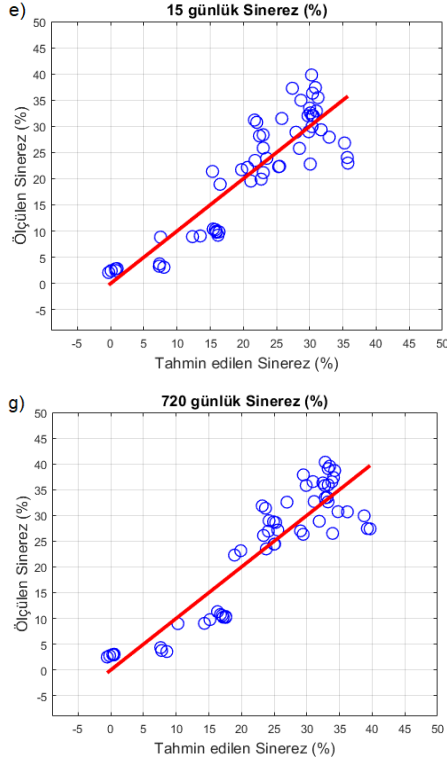 e)
15 günlük Sinerez (%)
50
45
40
35
30
25
20
15
10
5
0
-5
Ölçülen Sinerez (%)
-5 0 5 10 15 20 25 30 35 40 45 50
Tahmin edilen Sinerez (%)
g)
720 günlük Sinerez (%)
50
45
40
35
30
25
20
15
10
5
0
-5
Ölçülen Sinerez (%)
-5 0 5 10 15 20 25 30 35 40 45 50
Tahmin edilen Sinerez (%)